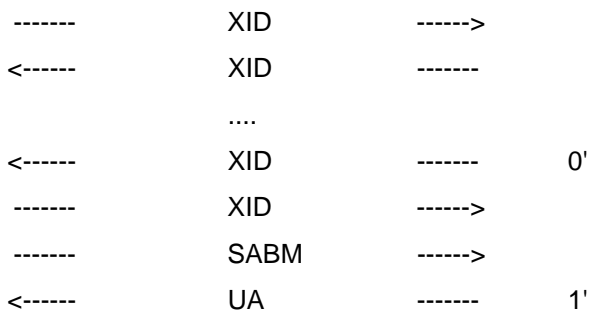 ------- XID ------>
<------ XID -------
....
<------ XID ------- 0'
------- XID ------>
------- SABM ------>
<------ UA ------- 1'